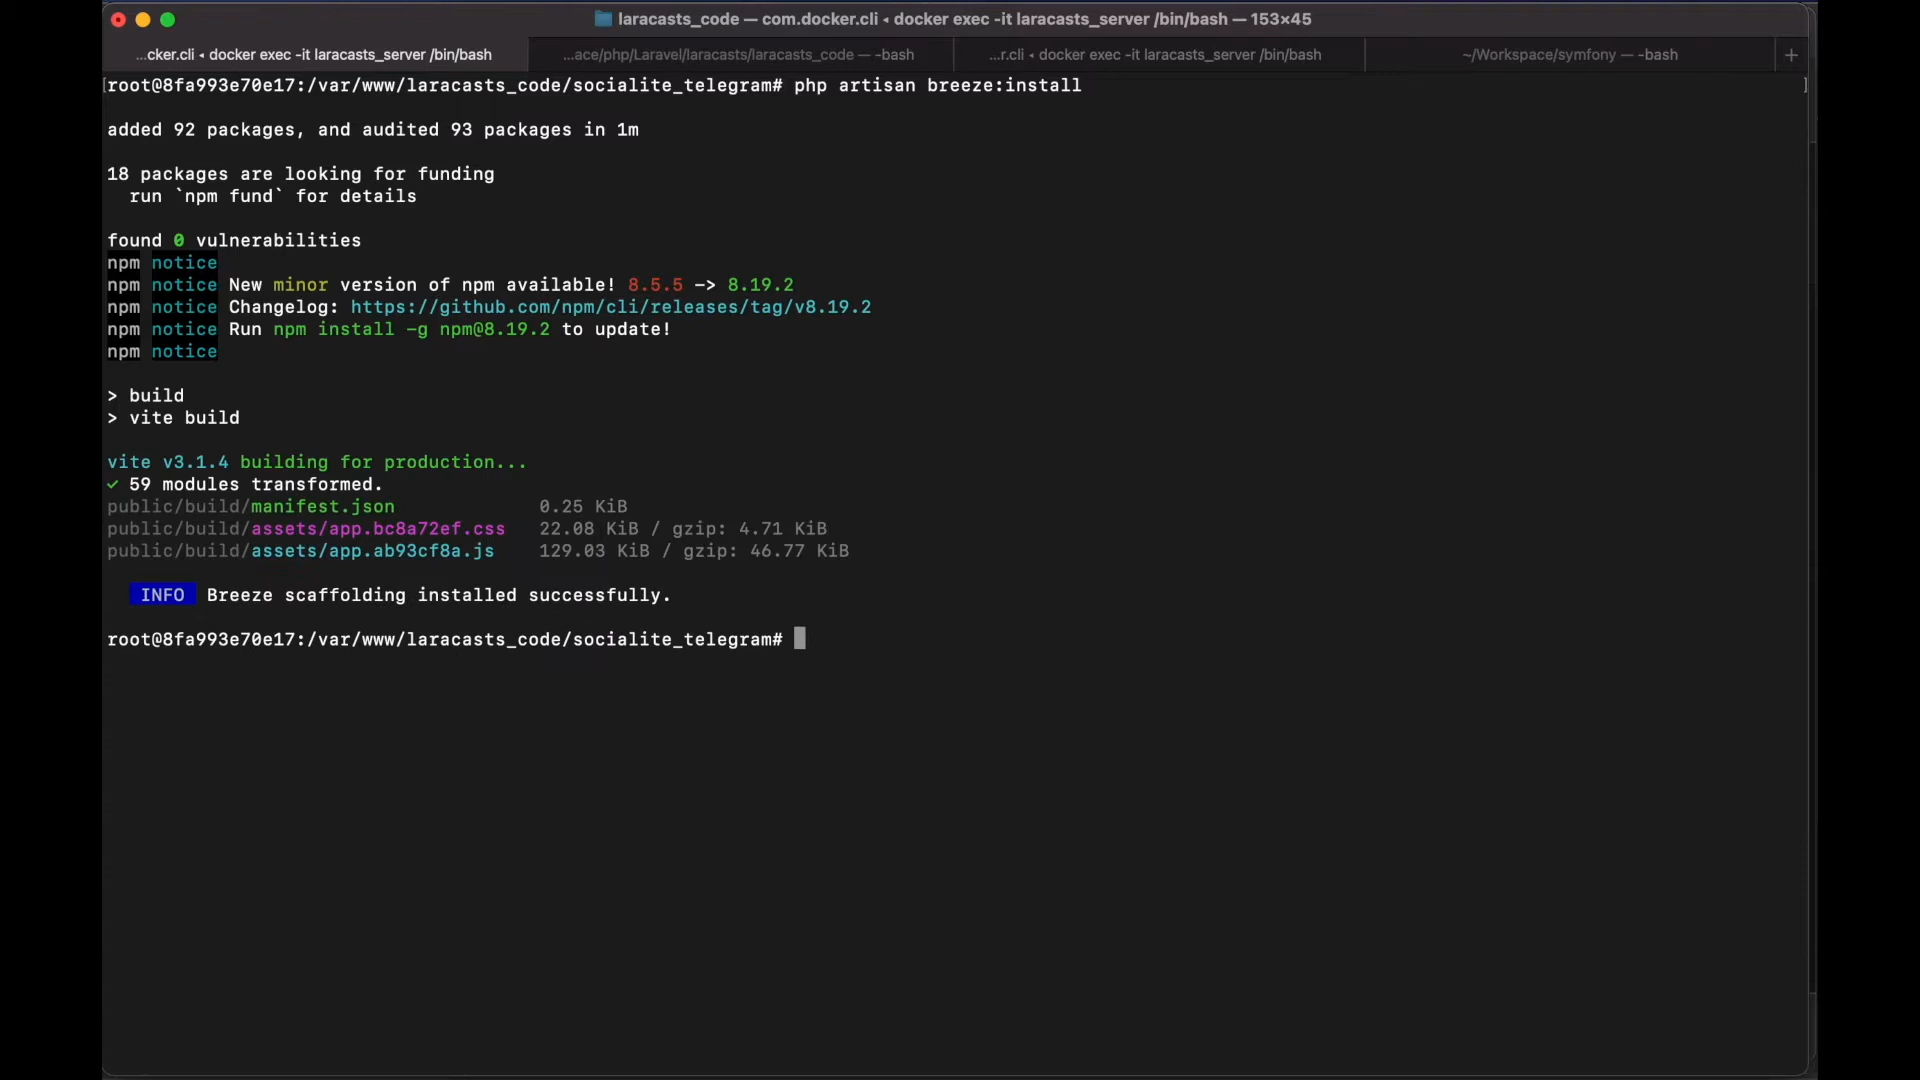 laracasts_code — com.docker.cli ◂ docker exec -it laracasts_server /bin/bash — 153×45
...cker.cli ◂ docker exec -it laracasts_server /bin/bash
...ace/php/Laravel/laracasts/laracasts_code — -bash
...r.cli ◂ docker exec -it laracasts_server /bin/bash
~/Workspace/symfony — -bash
+
[root@8fa993e70e17:/var/www/laracasts_code/socialite_telegram# php artisan breeze:install ]
added 92 packages, and audited 93 packages in 1m
18 packages are looking for funding
run `npm fund` for details
found 0 vulnerabilities
npm notice
npm notice New minor version of npm available! 8.5.5 -> 8.19.2
npm notice Changelog: https://github.com/npm/cli/releases/tag/v8.19.2
npm notice Run npm install -g npm@8.19.2 to update!
npm notice
> build
> vite build
vite v3.1.4 building for production...
✓ 59 modules transformed.
public/build/manifest.json 0.25 KiB
public/build/assets/app.bc8a72ef.css 22.08 KiB / gzip: 4.71 KiB
public/build/assets/app.ab93cf8a.js 129.03 KiB / gzip: 46.77 KiB
INFO Breeze scaffolding installed successfully.
root@8fa993e70e17:/var/www/laracasts_code/socialite_telegram#